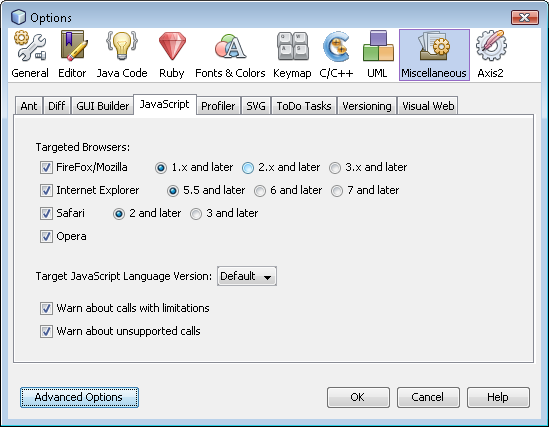 Options
General Editor Java Code Ruby Fonts & Colors Keymap C/C++ UML Miscellaneous Axis2
Ant Diff GUI Builder JavaScript Profiler SVG ToDo Tasks Versioning Visual Web
Targeted Browsers:
FireFox/Mozilla 1.x and later 2.x and later 3.x and later
Internet Explorer 5.5 and later 6 and later 7 and later
Safari 2 and later 3 and later
Opera
Target JavaScript Language Version: Default
Warn about calls with limitations
Warn about unsupported calls
Advanced Options OK Cancel Help